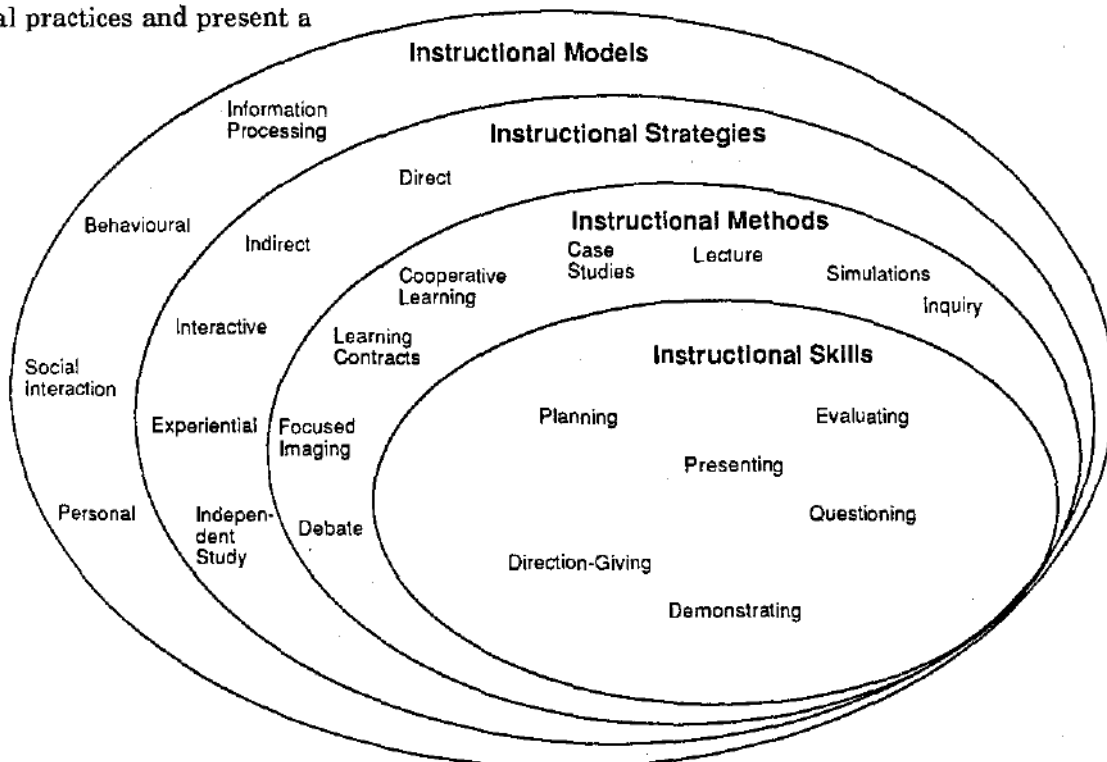 al practices and present a
Instructional Models
Information
Processing
Instructional Strategies
Direct
Behavioural
Indirect
Instructional Methods
Case
Studies
Lecture
Cooperative
Learning
Simulations
Inquiry
Interactive
Learning
Contracts
Instructional Skills
Social
Interaction
Experiential
Focused
Imaging
Planning
Evaluating
Presenting
Personal
Indepen-
dent
Study
Debate
Questioning
Direction-Giving
Demonstrating